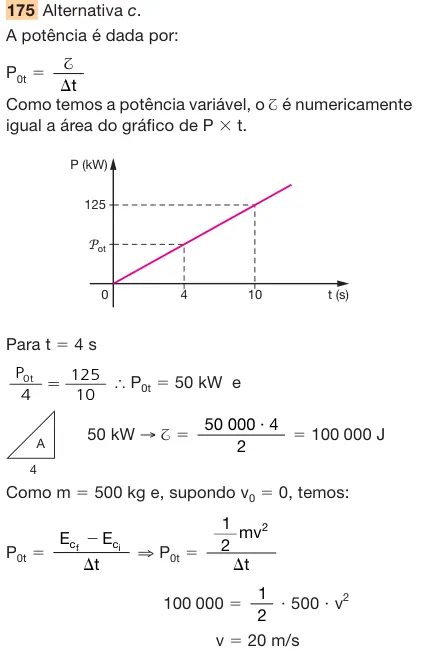 175 Alternativa c.
A potência é dada por:
P₀ₜ = ℧/Δt
Como temos a potência variável, o ℧ é numericamente
igual a área do gráfico de P × t.
P (kW)
125
𝒫ₒₜ
0 4 10 t (s)
Para t = 4 s
P₀ₜ/4 = 125/10 ∴ P₀ₜ = 50 kW e
A
4
50 kW → ℧ = 50 000 · 4/2 = 100 000 J
Como m = 500 kg e, supondo v₀ = 0, temos:
P₀ₜ = (E_cf − E_ci)/Δt ⇒ P₀ₜ = (1/2 mv²)/Δt
100 000 = 1/2 · 500 · v²
v = 20 m/s